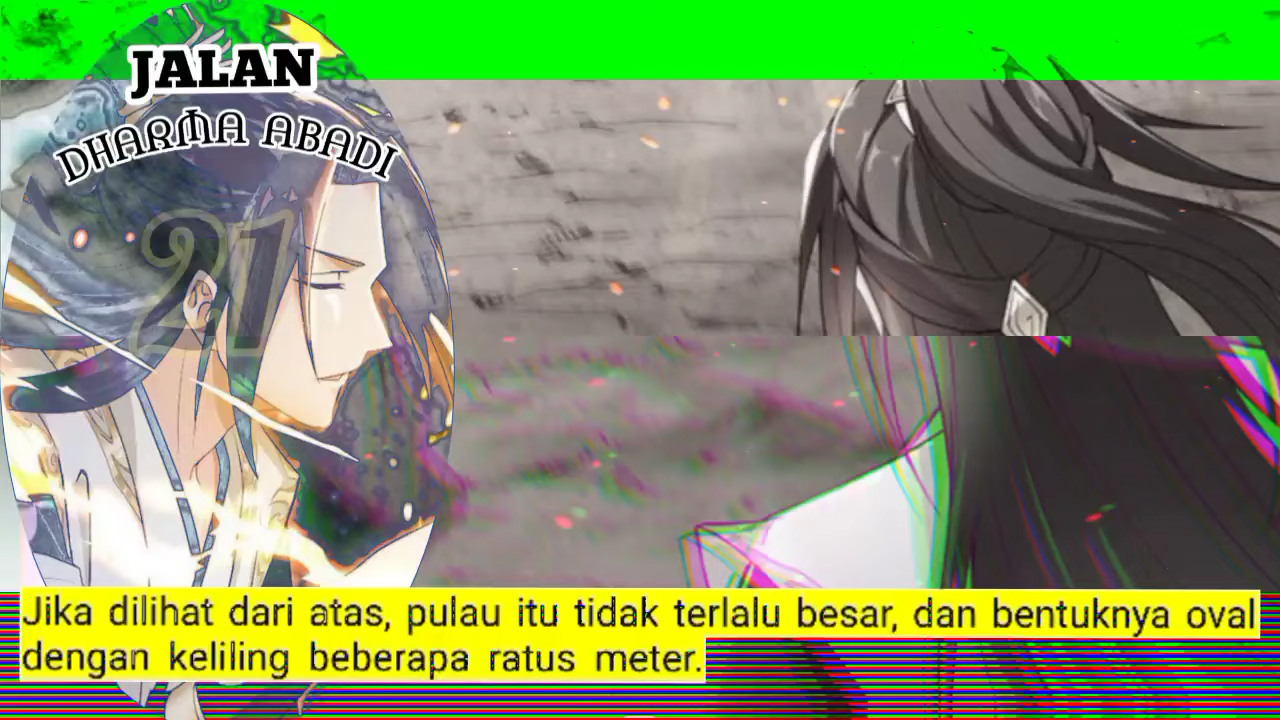 JALAN
DHARMA ABADI
21
Jika dilihat dari atas, pulau itu tidak terlalu besar, dan bentuknya oval
dengan keliling beberapa ratus meter.